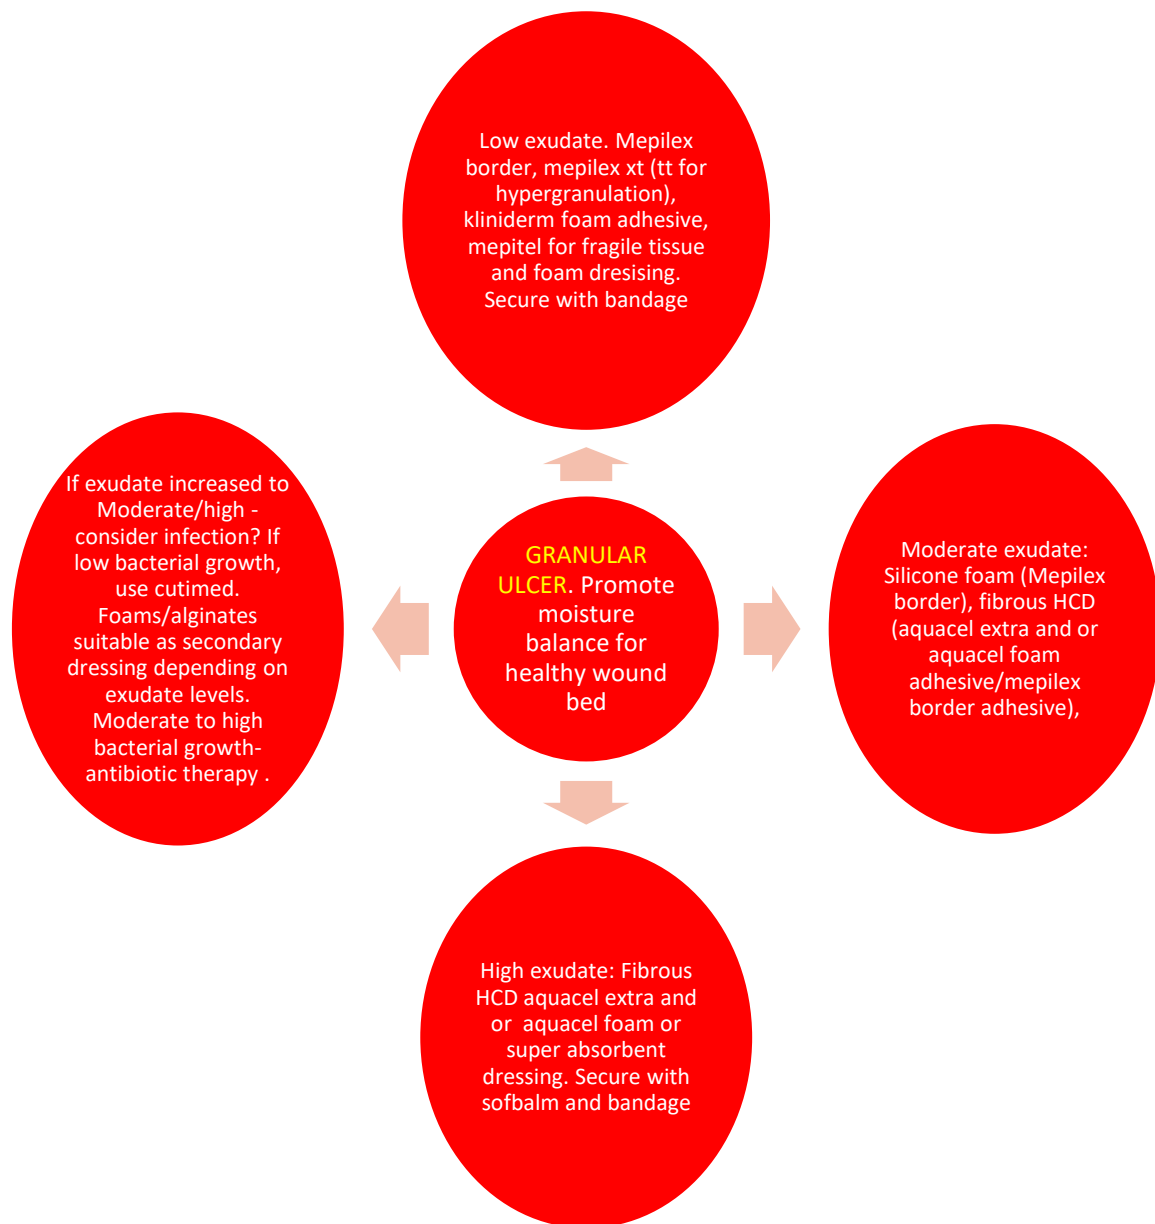 Low exudate. Mepilex
border, mepilex xt (tt for
hypergranulation),
kliniderm foam adhesive,
mepitel for fragile tissue
and foam dresising.
Secure with bandage
If exudate increased to
Moderate/high -
consider infection? If
low bacterial growth,
use cutimed.
Foams/alginates
suitable as secondary
dressing depending on
exudate levels.
Moderate to high
bacterial growth-
antibiotic therapy .
GRANULAR
ULCER. Promote
moisture
balance for
healthy wound
bed
Moderate exudate:
Silicone foam (Mepilex
border), fibrous HCD
(aquacel extra and or
aquacel foam
adhesive/mepilex
border adhesive),
High exudate: Fibrous
HCD aquacel extra and
or  aquacel foam or
super absorbent
dressing. Secure with
sofbalm and bandage